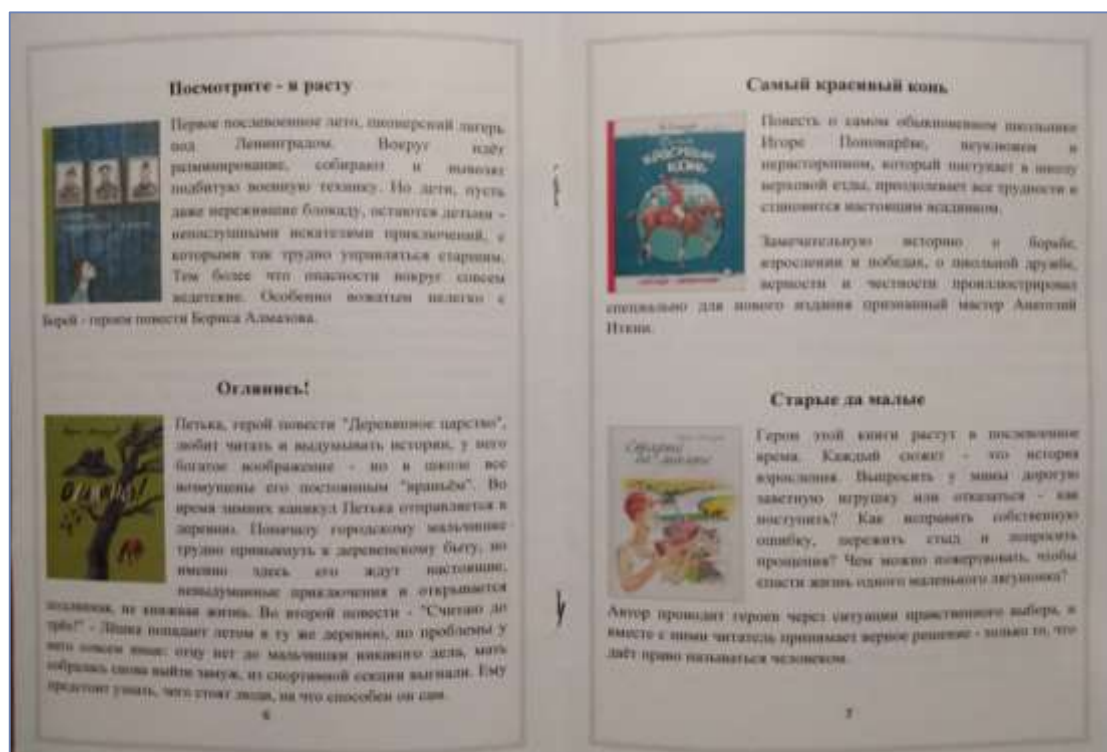 Посмотрите - я расту
Первое послевоенное лето, пионерский лагерь
под Ленинградом. Вокруг идёт
разминирование, собирают и вывозят
подбитую военную технику. Но дети, пусть
даже пережившие блокаду, остаются детьми -
непослушными искателями приключений, с
которыми так трудно управляться старшим.
Тем более что опасности вокруг совсем
недетские. Особенно вожатым нелегко с
Борей - героем повести Бориса Алмазова.
Оглянись!
Петька, герой повести "Деревянное царство",
любит читать и выдумывать истории, у него
богатое воображение - но в школе все
возмущены его постоянным "враньём". Во
время зимних каникул Петька отправляется в
деревню. Поначалу городскому мальчишке
трудно привыкнуть к деревенскому быту, но
именно здесь его ждут настоящие,
невыдуманные приключения и открывается
подлинная, не книжная жизнь. Во второй повести - "Считаю до
трёх!" - Лёшка попадает летом в ту же деревню, но проблемы у
него совсем иные: отцу нет до мальчишки никакого дела, мать
собралась снова выйти замуж, из спортивной секции выгнали. Ему
предстоит узнать, чего стоят люди, на что способен он сам.
6
Самый красивый конь
красивый
конь
Повесть о самом обыкновенном школьнике
Игоре Пономарёве, неуклюжем и
нерасторопном, который поступает в школу
верховой езды, преодолевает все трудности и
становится настоящим всадником.
Замечательную историю о борьбе,
взрослении и победах, о школьной дружбе,
верности и честности проиллюстрировал
специально для нового издания признанный мастер Анатолий
Иткин.
Старые да малые
Старые
да малые
Герои этой книги растут в послевоенное
время. Каждый сюжет - это история
взросления. Выпросить у мамы дорогую
заветную игрушку или отказаться - как
поступить? Как исправить собственную
ошибку, пережить стыд и попросить
прощения? Чем можно пожертвовать, чтобы
спасти жизнь одного маленького лягушонка?
Автор проводит героев через ситуации нравственного выбора, и
вместе с ними читатель принимает верное решение - только то, что
даёт право называться человеком.
7